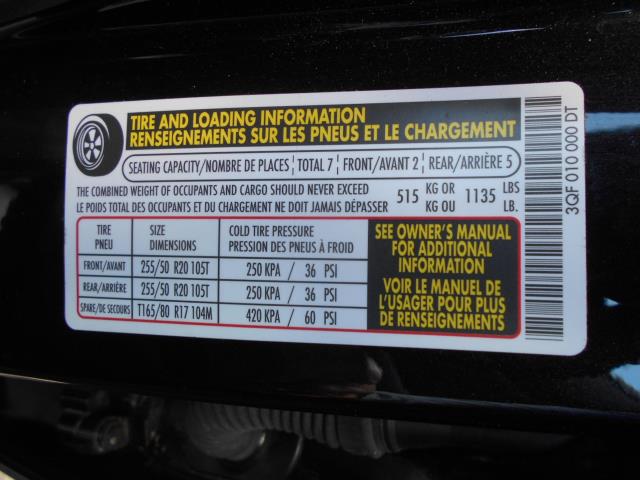 TIRE AND LOADING INFORMATION
RENSEIGNEMENTS SUR LES PNEUS ET LE CHARGEMENT
SEATING CAPACITY/NOMBRE DE PLACES TOTAL 7 FRONT/AVANT 2 REAR/ARRIÈRE 5
THE COMBINED WEIGHT OF OCCUPANTS AND CARGO SHOULD NEVER EXCEED 515 KG OR 1135 LBS
LE POIDS TOTAL DES OCCUPANTS ET DU CHARGEMENT NE DOIT JAMAIS DÉPASSER KG OU LB.
TIRE SIZE COLD TIRE PRESSURE
PNEU DIMENSIONS PRESSION DES PNEUS À FROID
FRONT/AVANT 255/50 R20 105T 250 KPA / 36 PSI
REAR/ARRIÈRE 255/50 R20 105T 250 KPA / 36 PSI
SPARE/DE SECOURS T165/80 R17 104M 420 KPA / 60 PSI
SEE OWNER'S MANUAL
FOR ADDITIONAL
INFORMATION
VOIR LE MANUEL DE
L'USAGER POUR PLUS
DE RENSEIGNEMENTS
3QF 010 000 DT